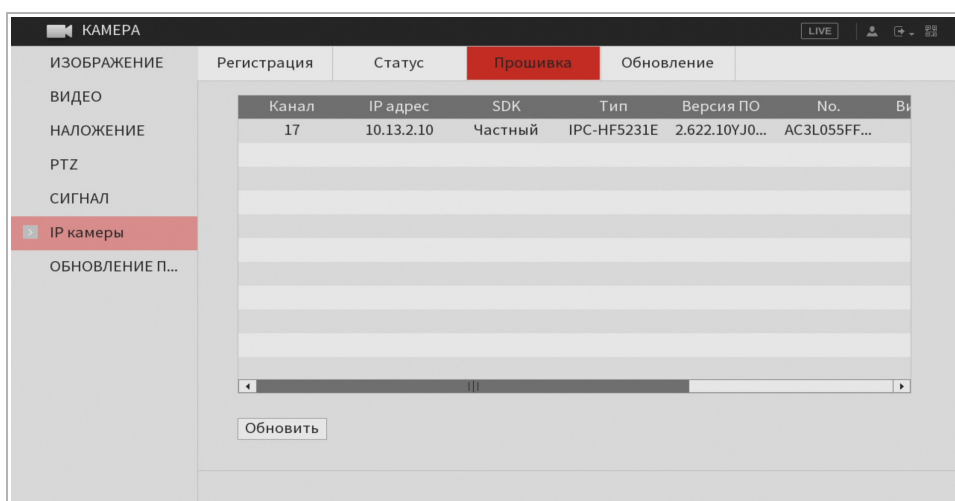 КАМЕРА LIVE
ИЗОБРАЖЕНИЕ
ВИДЕО
НАЛОЖЕНИЕ
PTZ
СИГНАЛ
IP камеры
ОБНОВЛЕНИЕ П...
Регистрация Статус Прошивка Обновление
Канал IP адрес SDK Тип Версия ПО No. Ви
17 10.13.2.10 Частный IPC-HF5231E 2.622.10YJ0... AC3L055FF...
Обновить